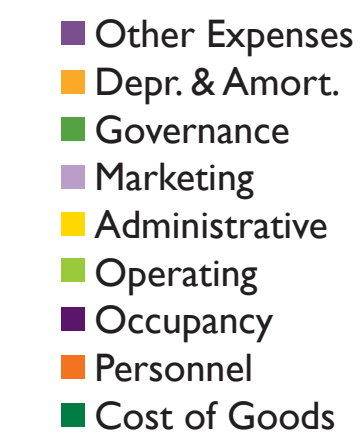 Other Expenses
Depr. & Amort.
Governance
Marketing
Administrative
Operating
Occupancy
Personnel
Cost of Goods